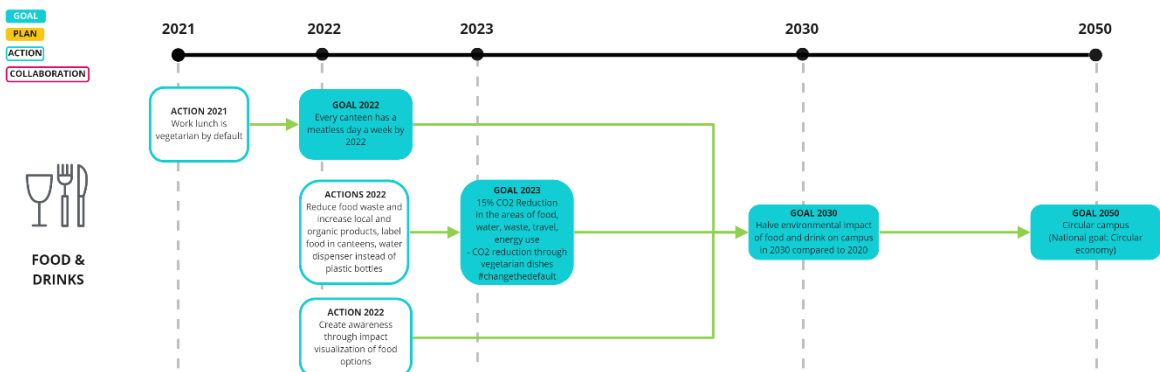 GOAL
PLAN
ACTION
COLLABORATION
2021
2022
2023
2030
2050
ACTION 2021
Work lunch is
vegetarian by default
GOAL 2022
Every canteen has a
meatless day a week by
2022
ACTIONS 2022
Reduce food waste and
increase local and
organic products, label
food in canteens, water
dispenser instead of
plastic bottles
GOAL 2023
15% CO2 Reduction
in the areas of food,
water, waste, travel,
energy use
- CO2 reduction through
vegetarian dishes
#changethedefault
GOAL 2030
Halve environmental impact
of food and drink on campus
in 2030 compared to 2020
GOAL 2050
Circular campus
(National goal: Circular
economy)
FOOD &
DRINKS
ACTION 2022
Create awareness
through impact
visualization of food
options